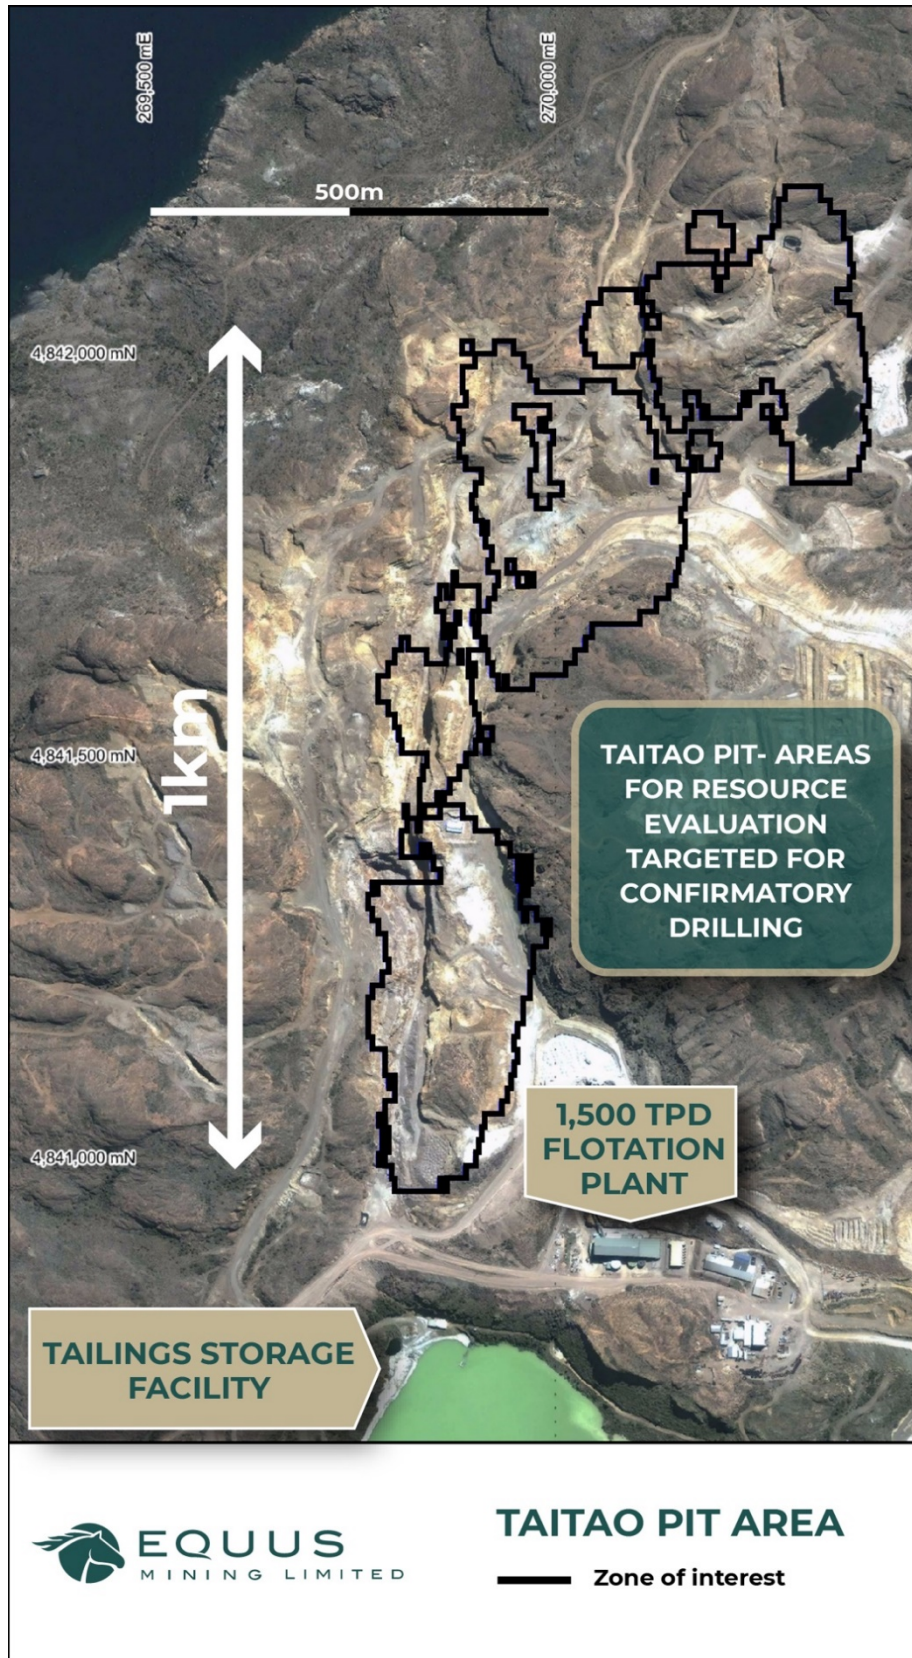 269,500 mE
270,000 mE
500m
4,842,000 mN
1km
4,841,500 mN
TAITAO PIT- AREAS
FOR RESOURCE
EVALUATION
TARGETED FOR
CONFIRMATORY
DRILLING
4,841,000 mN
1,500 TPD
FLOTATION
PLANT
TAILINGS STORAGE
FACILITY
EQUUS
MINING LIMITED
TAITAO PIT AREA
Zone of interest